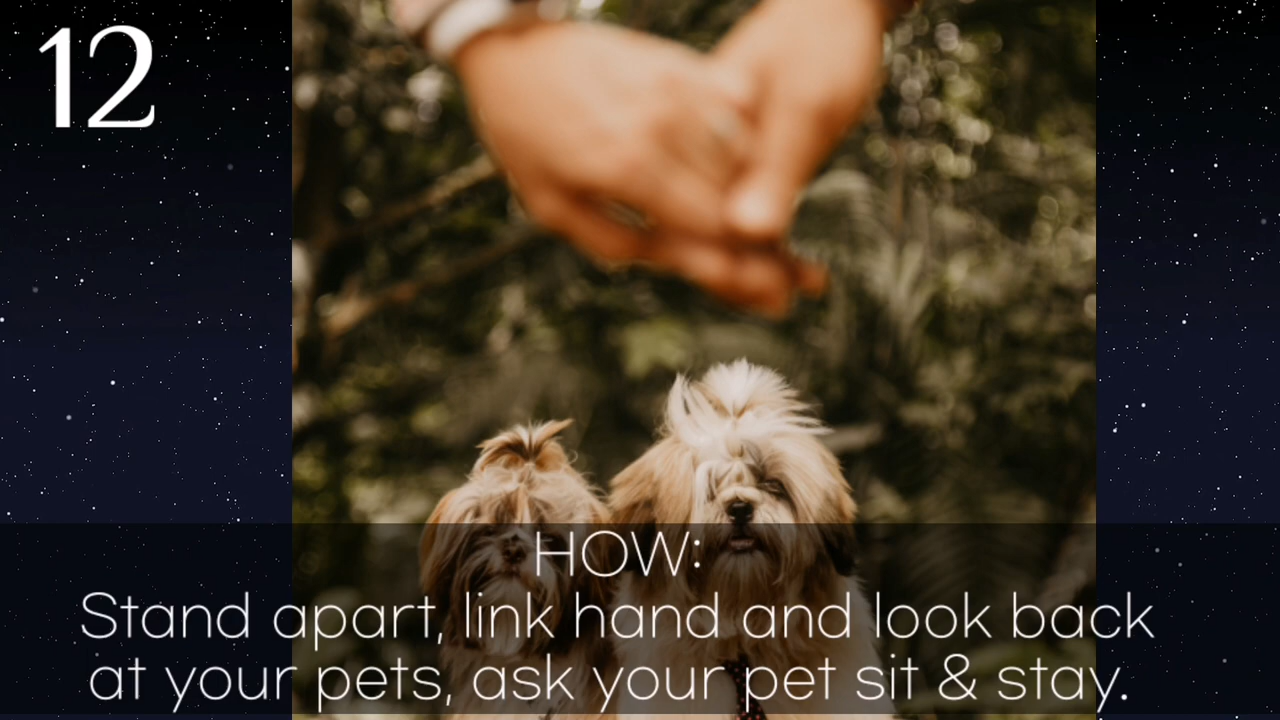 12
HOW:
Stand apart, link hand and look back
at your pets, ask your pet sit & stay.